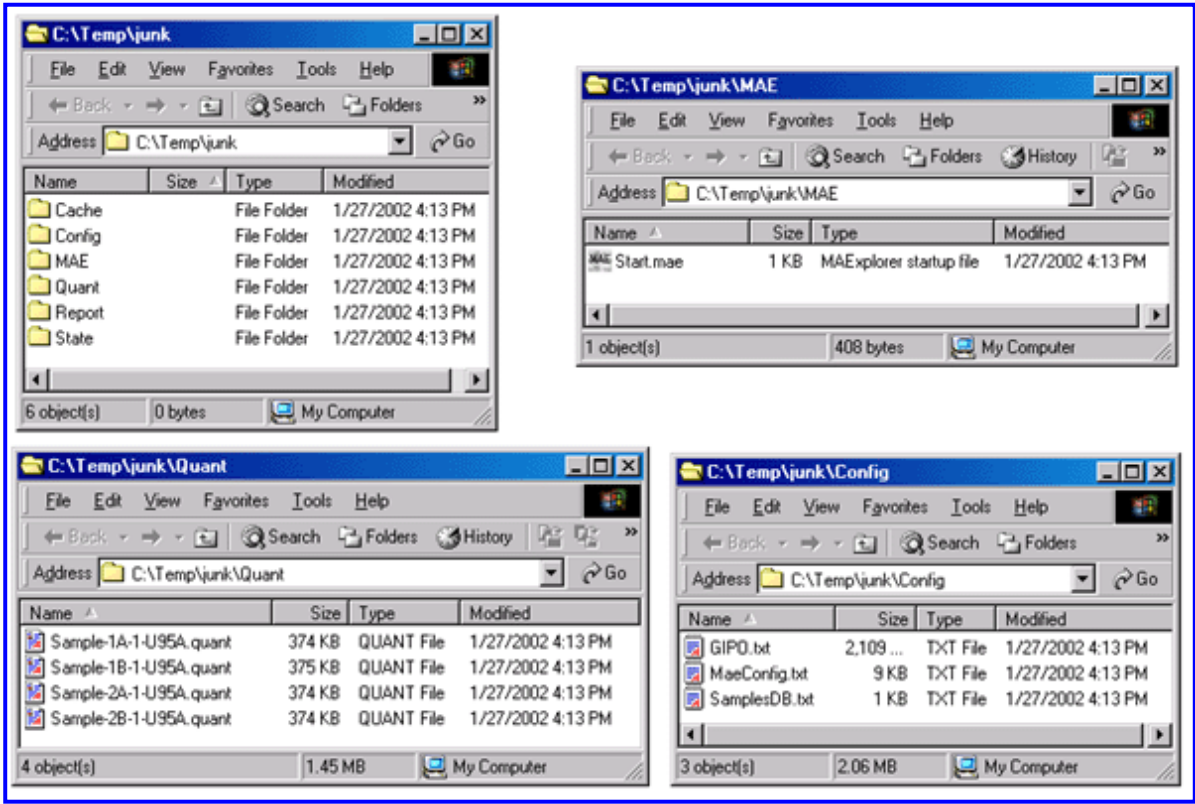 C:\Temp\junk
File Edit View Favorites Tools Help
Back Search Folders »
Address C:\Temp\junk Go
Name Size Type Modified
Cache File Folder 1/27/2002 4:13 PM
Config File Folder 1/27/2002 4:13 PM
MAE File Folder 1/27/2002 4:13 PM
Quant File Folder 1/27/2002 4:13 PM
Report File Folder 1/27/2002 4:13 PM
State File Folder 1/27/2002 4:13 PM
6 object(s) 0 bytes My Computer
C:\Temp\junk\MAE
File Edit View Favorites Tools Help
Back Search Folders History »
Address C:\Temp\junk\MAE Go
Name Size Type Modified
Start.mae 1 KB MAExplorer startup file 1/27/2002 4:13 PM
1 object(s) 408 bytes My Computer
C:\Temp\junk\Quant
File Edit View Favorites Tools Help
Back Search Folders History »
Address C:\Temp\junk\Quant Go
Name Size Type Modified
Sample-1A-1-U95A.quant 374 KB QUANT File 1/27/2002 4:13 PM
Sample-1B-1-U95A.quant 375 KB QUANT File 1/27/2002 4:13 PM
Sample-2A-1-U95A.quant 374 KB QUANT File 1/27/2002 4:13 PM
Sample-2B-1-U95A.quant 374 KB QUANT File 1/27/2002 4:13 PM
4 object(s) 1.45 MB My Computer
C:\Temp\junk\Config
File Edit View Favorites Tools Help
Back Search Folders »
Address C:\Temp\junk\Config Go
Name Size Type Modified
GIPO.txt 2,109 ... TXT File 1/27/2002 4:13 PM
MaeConfig.txt 9 KB TXT File 1/27/2002 4:13 PM
SamplesDB.txt 1 KB TXT File 1/27/2002 4:13 PM
3 object(s) 2.06 MB My Computer